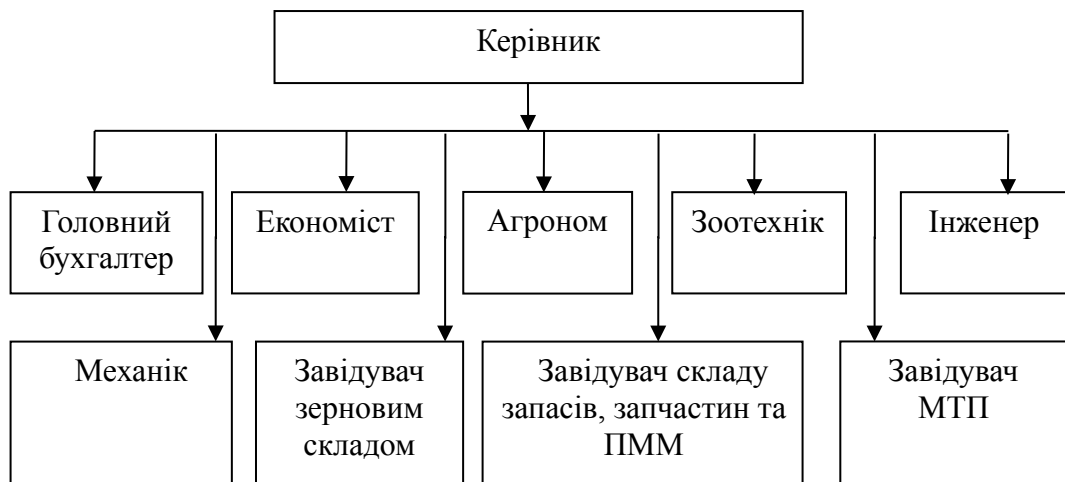 Керівник
Головний
бухгалтер
Економіст
Агроном
Зоотехнік
Інженер
Механік
Завідувач
зерновим
складом
Завідувач складу
запасів, запчастин та
ПММ
Завідувач
МТП